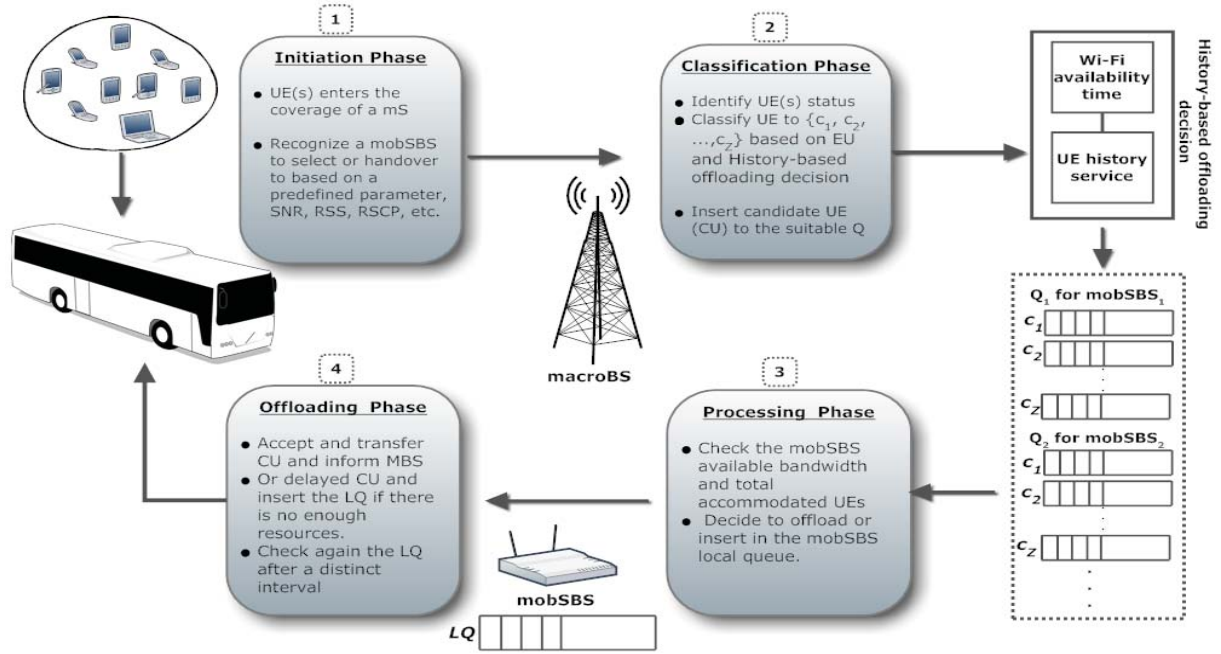 1
Initiation Phase
● UE(s) enters the
coverage of a mS
● Recognize a mobSBS
to select or handover
to based on a
predefined parameter,
SNR, RSS, RSCP, etc.
2
Classification Phase
● Identify UE(s) status
● Classify UE to {c₁, c₂,
...,c_Z} based on EU
and History-based
offloading decision
● Insert candidate UE
(CU) to the suitable Q
Wi-Fi
availability
time
UE history
service
History-based offloading
decision
macroBS
Q₁ for mobSBS₁
c₁
c₂
c_Z
Q₂ for mobSBS₂
c₁
c₂
c_Z
3
Processing Phase
● Check the mobSBS
available bandwidth
and total
accommodated UEs
● Decide to offload or
insert in the mobSBS
local queue.
4
Offloading Phase
● Accept and transfer
CU and inform MBS
● Or delayed CU and
insert the LQ if there
is no enough
resources.
● Check again the LQ
after a distinct
interval
mobSBS
LQ